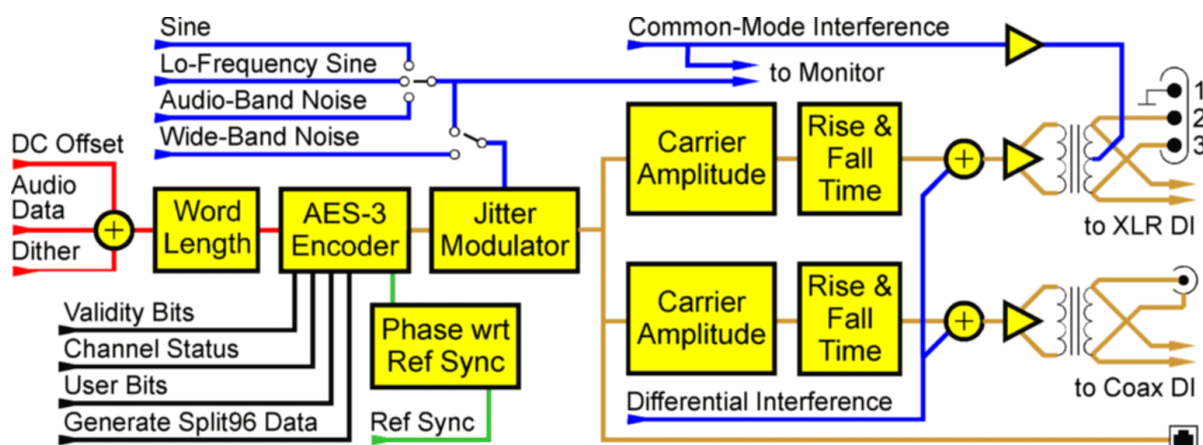 Sine
Lo-Frequency Sine
Audio-Band Noise
Wide-Band Noise
Common-Mode Interference
to Monitor
DC Offset
Audio
Data
Dither
+
Word
Length
AES-3
Encoder
Jitter
Modulator
Carrier
Amplitude
Rise &
Fall
Time
+
1
2
3
to XLR DI
Validity Bits
Channel Status
User Bits
Generate Split96 Data
Phase wrt
Ref Sync
Ref Sync
Carrier
Amplitude
Rise &
Fall
Time
+
to Coax DI
Differential Interference